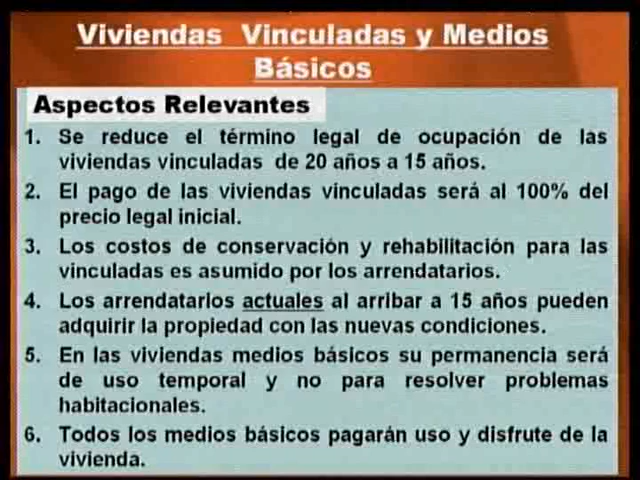 Viviendas Vinculadas y Medios
Básicos
Aspectos Relevantes
1. Se reduce el término legal de ocupación de las
viviendas vinculadas de 20 años a 15 años.
2. El pago de las viviendas vinculadas será al 100% del
precio legal inicial.
3. Los costos de conservación y rehabilitación para las
vinculadas es asumido por los arrendatarios.
4. Los arrendatarios actuales al arribar a 15 años pueden
adquirir la propiedad con las nuevas condiciones.
5. En las viviendas medios básicos su permanencia será
de uso temporal y no para resolver problemas
habitacionales.
6. Todos los medios básicos pagarán uso y disfrute de la
vivienda.